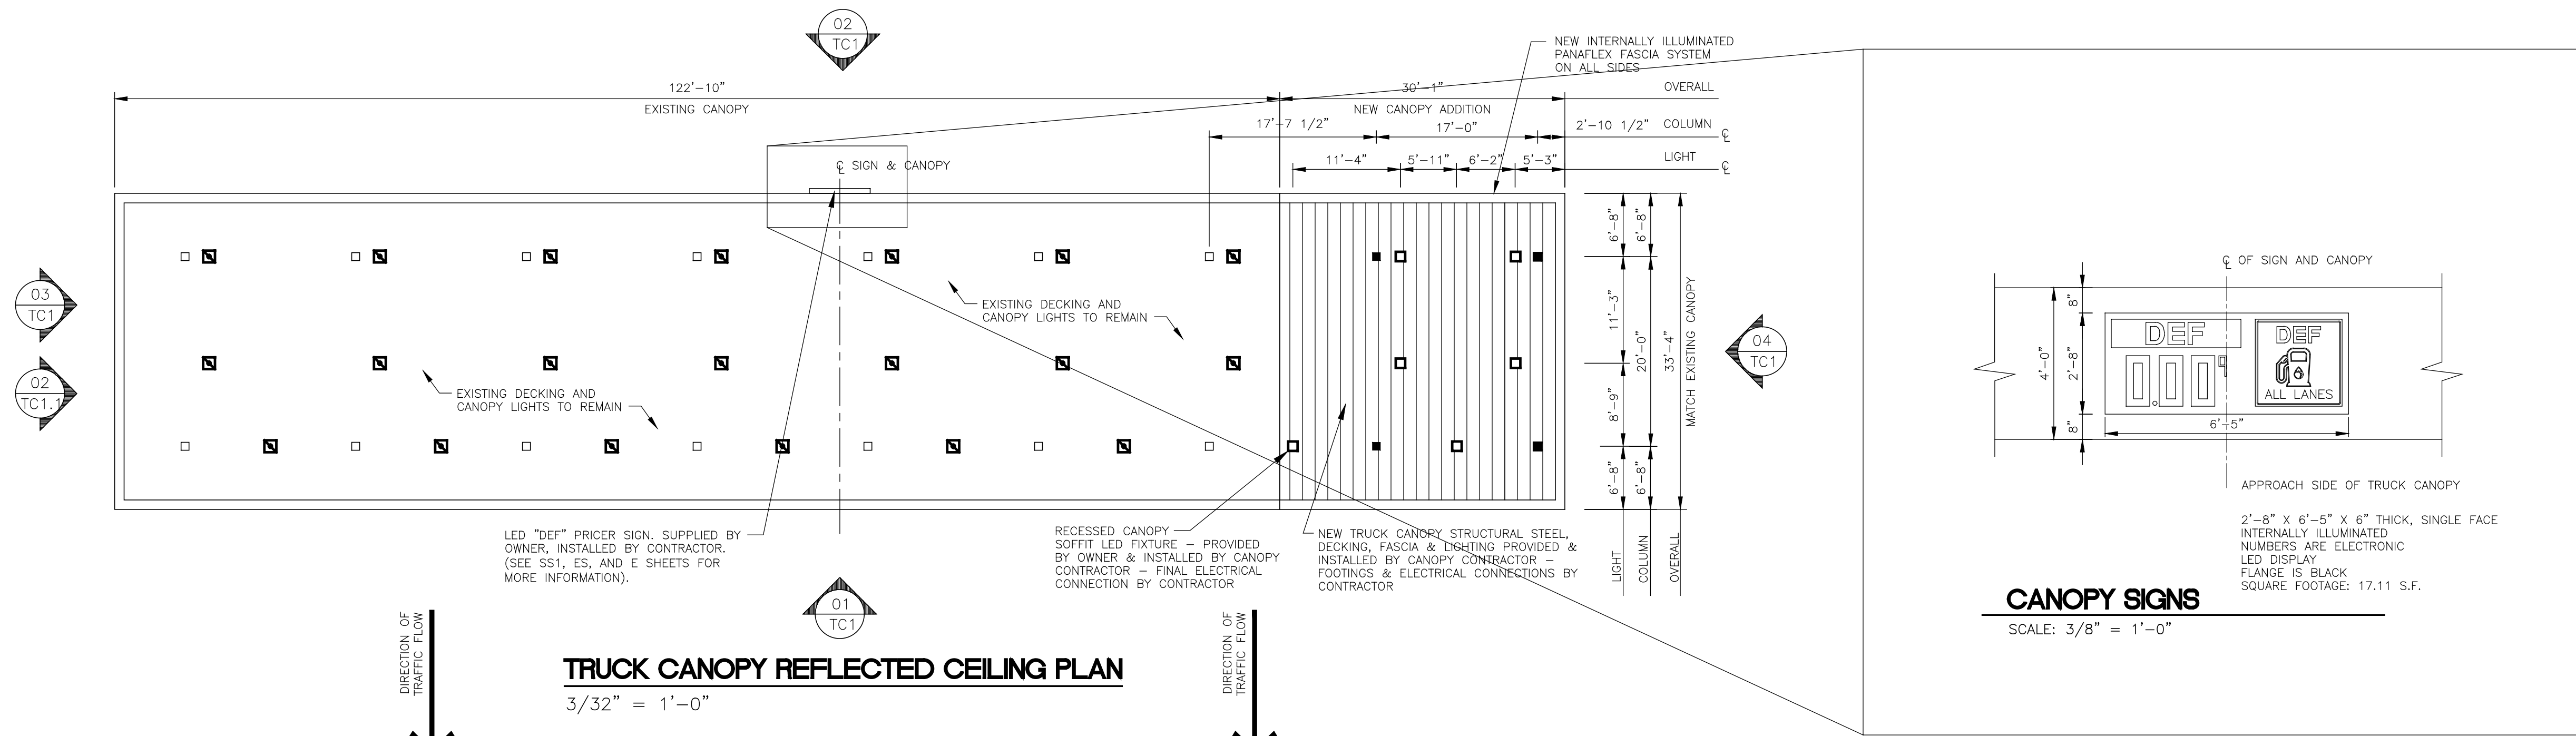 02
TC1
NEW INTERNALLY ILLUMINATED
PANAFLEX FASCIA SYSTEM
ON ALL SIDES
122'-10"
EXISTING CANOPY
30'-1"
NEW CANOPY ADDITION
OVERALL
17'-7 1/2"
17'-0"
2'-10 1/2"
COLUMN
℄
11'-4"
5'-11"
6'-2"
5'-3"
LIGHT
℄
℄ SIGN & CANOPY
03
TC1
02
TC1.1
EXISTING DECKING AND
CANOPY LIGHTS TO REMAIN
EXISTING DECKING AND
CANOPY LIGHTS TO REMAIN
6'-8"
11'-3"
8'-9"
6'-8"
LIGHT
6'-8"
20'-0"
6'-8"
COLUMN
33'-4"
OVERALL
MATCH EXISTING CANOPY
04
TC1
LED "DEF" PRICER SIGN. SUPPLIED BY
OWNER, INSTALLED BY CONTRACTOR.
(SEE SS1, ES, AND E SHEETS FOR
MORE INFORMATION).
RECESSED CANOPY
SOFFIT LED FIXTURE – PROVIDED
BY OWNER & INSTALLED BY CANOPY
CONTRACTOR – FINAL ELECTRICAL
CONNECTION BY CONTRACTOR
NEW TRUCK CANOPY STRUCTURAL STEEL,
DECKING, FASCIA & LIGHTING PROVIDED &
INSTALLED BY CANOPY CONTRACTOR –
FOOTINGS & ELECTRICAL CONNECTIONS BY
CONTRACTOR
01
TC1
DIRECTION OF
TRAFFIC FLOW
DIRECTION OF
TRAFFIC FLOW
TRUCK CANOPY REFLECTED CEILING PLAN
3/32" = 1'-0"
℄ OF SIGN AND CANOPY
4'-0"
8"
2'-8"
8"
DEF
0.00 9
DEF
ALL LANES
6'-5"
APPROACH SIDE OF TRUCK CANOPY
2'-8" X 6'-5" X 6" THICK, SINGLE FACE
INTERNALLY ILLUMINATED
NUMBERS ARE ELECTRONIC
LED DISPLAY
FLANGE IS BLACK
SQUARE FOOTAGE: 17.11 S.F.
CANOPY SIGNS
SCALE: 3/8" = 1'-0"